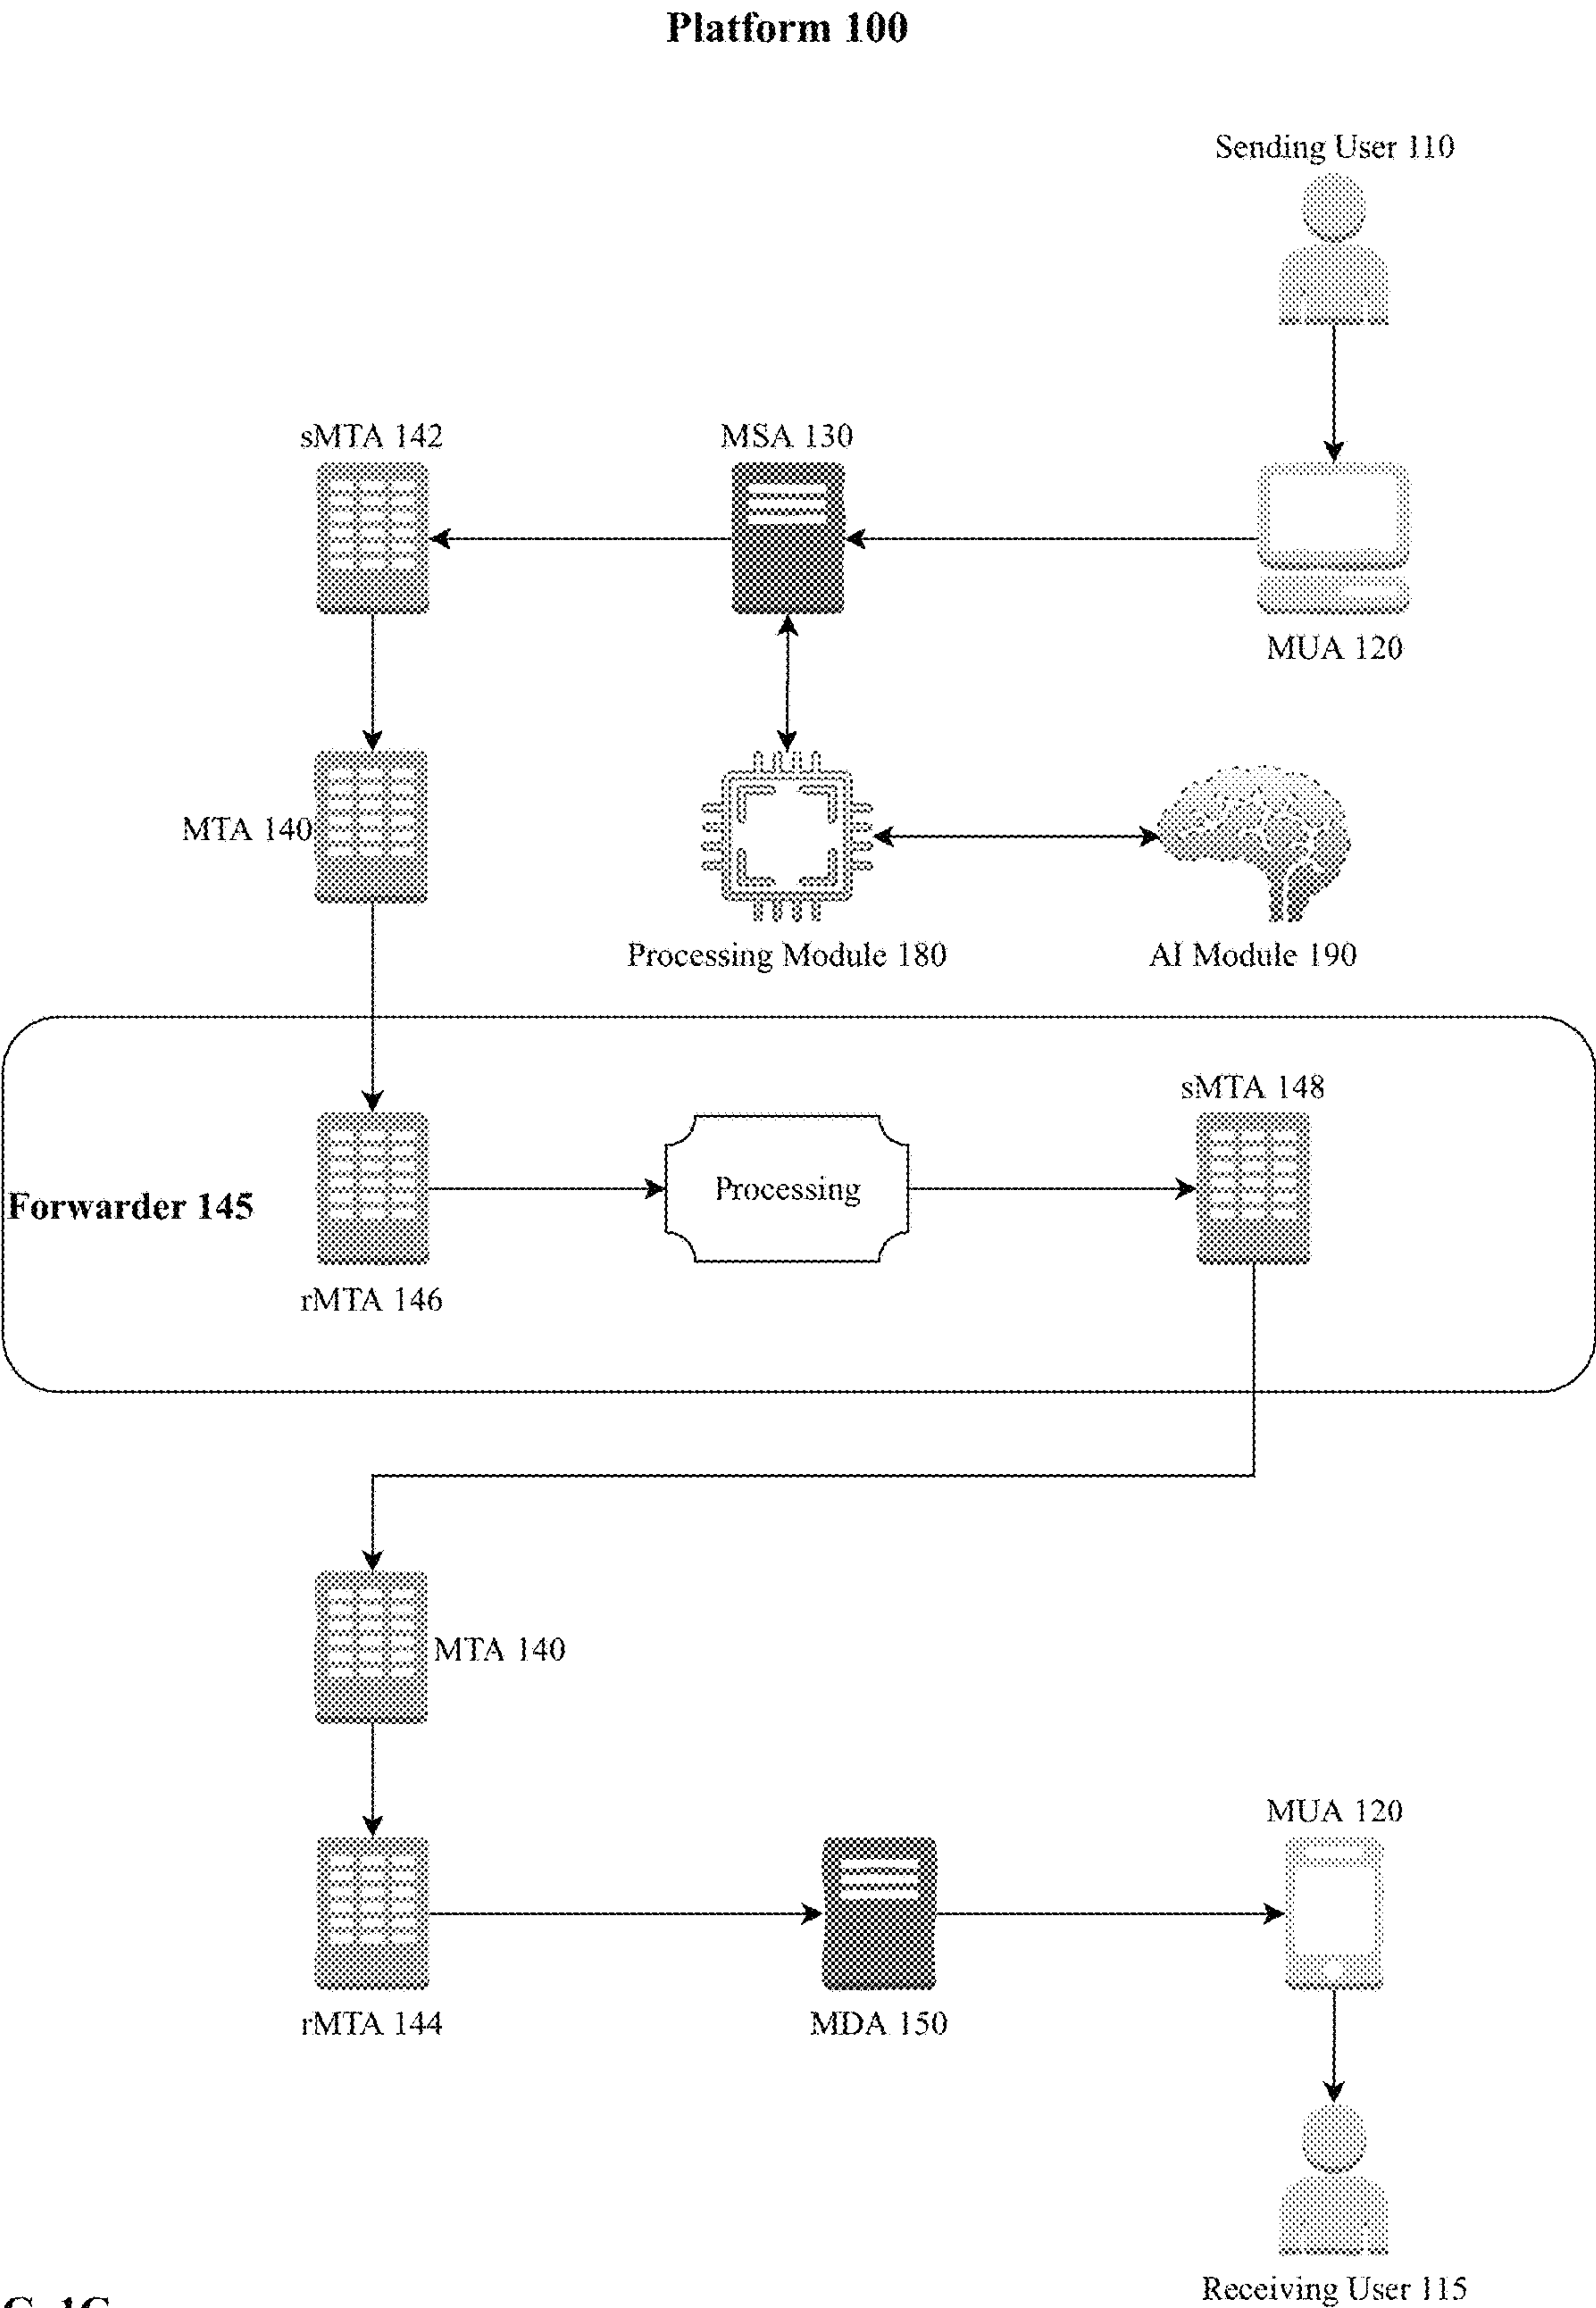 Platform 100
Sending User 110
sMTA 142
MSA 130
MUA 120
MTA 140
Processing Module 180
AI Module 190
sMTA 148
Processing
Forwarder 145
rMTA 146
MTA 140
MUA 120
rMTA 144
MDA 150
Receiving User 115